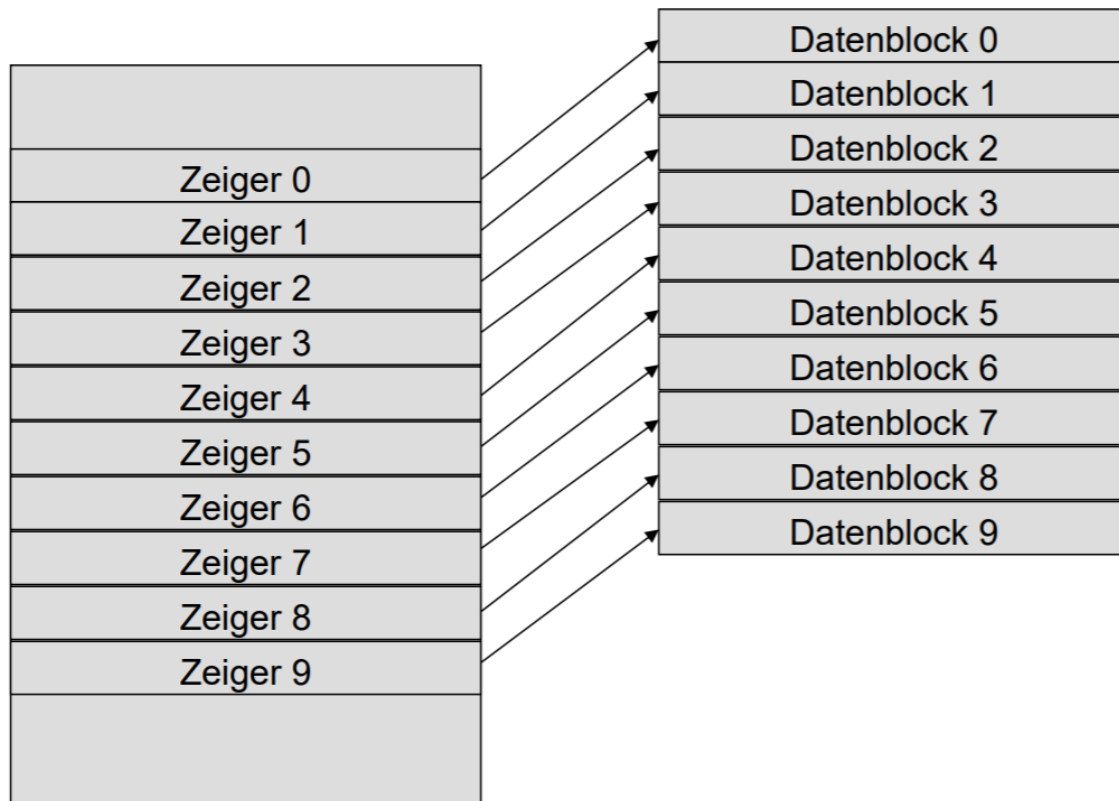 Zeiger 0
Zeiger 1
Zeiger 2
Zeiger 3
Zeiger 4
Zeiger 5
Zeiger 6
Zeiger 7
Zeiger 8
Zeiger 9
Datenblock 0
Datenblock 1
Datenblock 2
Datenblock 3
Datenblock 4
Datenblock 5
Datenblock 6
Datenblock 7
Datenblock 8
Datenblock 9